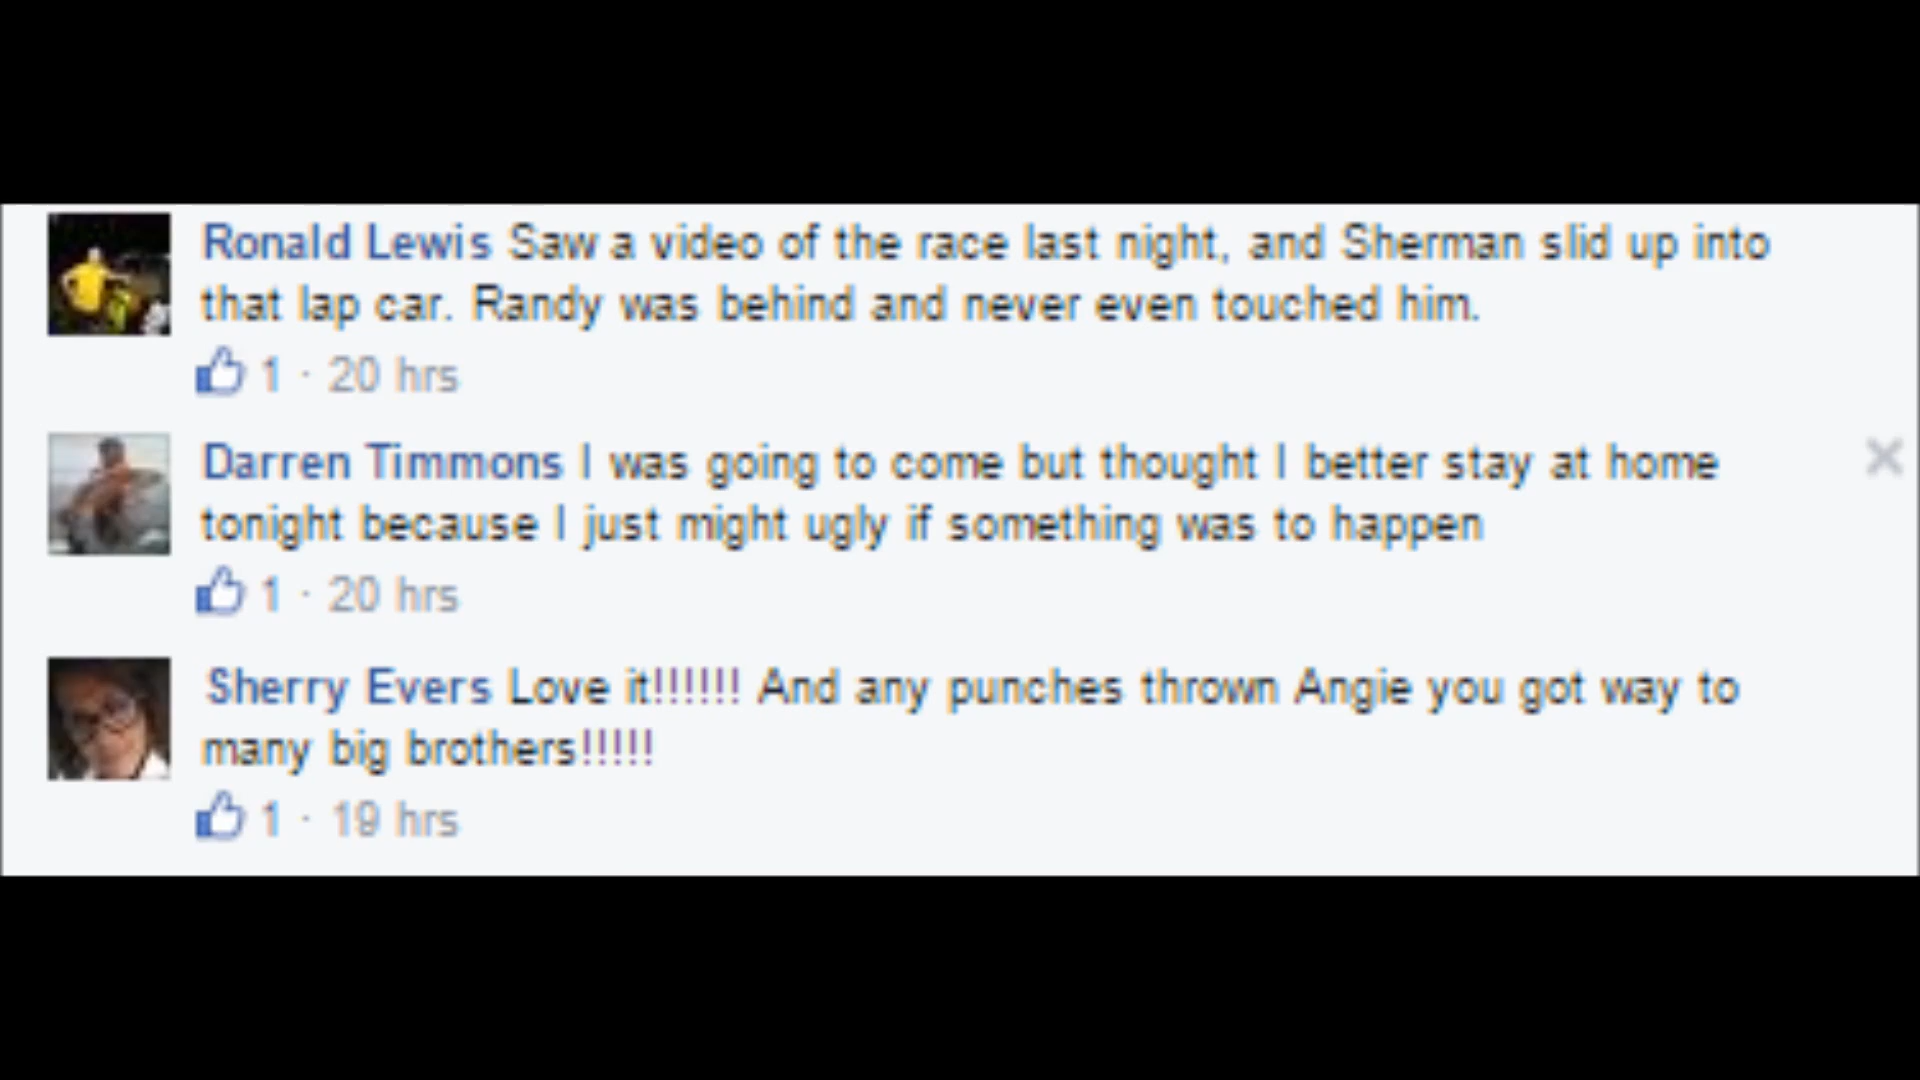 Ronald Lewis Saw a video of the race last night, and Sherman slid up into
that lap car. Randy was behind and never even touched him.
1 · 20 hrs
Darren Timmons I was going to come but thought I better stay at home
tonight because I just might ugly if something was to happen
1 · 20 hrs
Sherry Evers Love it!!!!!!! And any punches thrown Angie you got way to
many big brothers!!!!!
1 · 19 hrs